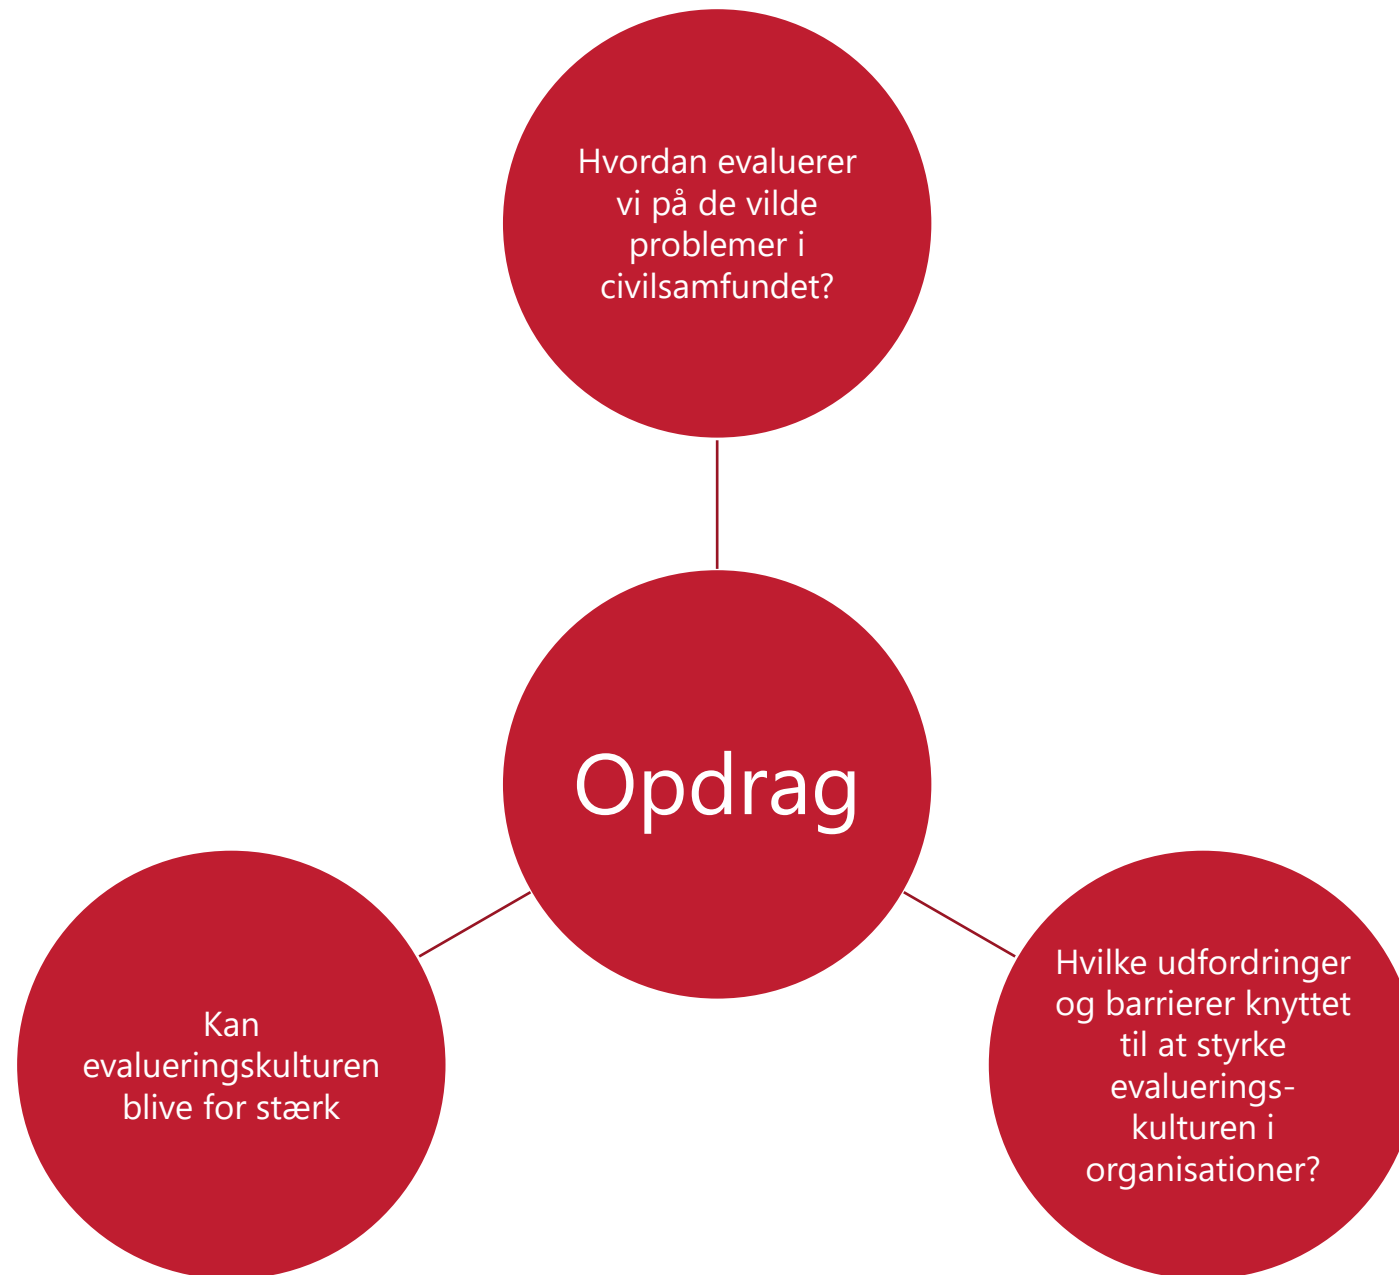 Hvordan evaluerer
vi på de vilde
problemer i
civilsamfundet?
Opdrag
Kan
evalueringskulturen
blive for stærk
Hvilke udfordringer
og barrierer knyttet
til at styrke
evaluerings-
kulturen i
organisationer?